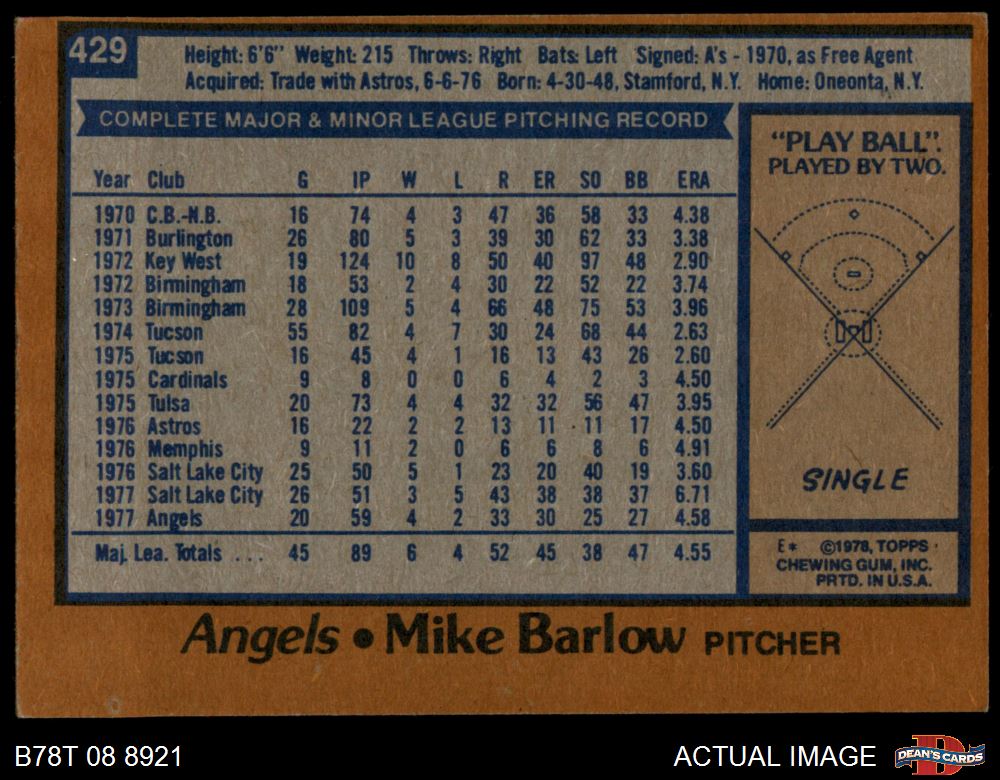 429
Height: 6'6" Weight: 215 Throws: Right Bats: Left Signed: A's - 1970, as Free Agent
Acquired: Trade with Astros, 6-6-76 Born: 4-30-48, Stamford, N.Y. Home: Oneonta, N.Y.
COMPLETE MAJOR & MINOR LEAGUE PITCHING RECORD
Year Club G IP W L R ER SO BB ERA
1970 C.B.-N.B. 16 74 4 3 47 36 58 33 4.38
1971 Burlington 26 80 5 3 39 30 62 33 3.38
1972 Key West 19 124 10 8 50 40 97 48 2.90
1972 Birmingham 18 53 2 4 30 22 52 22 3.74
1973 Birmingham 28 109 5 4 66 48 75 53 3.96
1974 Tucson 55 82 4 7 30 24 68 44 2.63
1975 Tucson 16 45 4 1 16 13 43 26 2.60
1975 Cardinals 9 8 0 0 6 4 2 3 4.50
1975 Tulsa 20 73 4 4 32 32 56 47 3.95
1976 Astros 16 22 2 2 13 11 11 17 4.50
1976 Memphis 9 11 2 0 6 6 8 6 4.91
1976 Salt Lake City 25 50 5 1 23 20 40 19 3.60
1977 Salt Lake City 26 51 3 5 43 38 38 37 6.71
1977 Angels 20 59 4 2 33 30 25 27 4.58
Maj. Lea. Totals . . . 45 89 6 4 52 45 38 47 4.55
"PLAY BALL".
PLAYED BY TWO.
SINGLE
E* ©1978, TOPPS
CHEWING GUM, INC.
PRTD. IN U.S.A.
Angels • Mike Barlow PITCHER
B78T 08 8921
ACTUAL IMAGE
D
DEAN'S CARDS